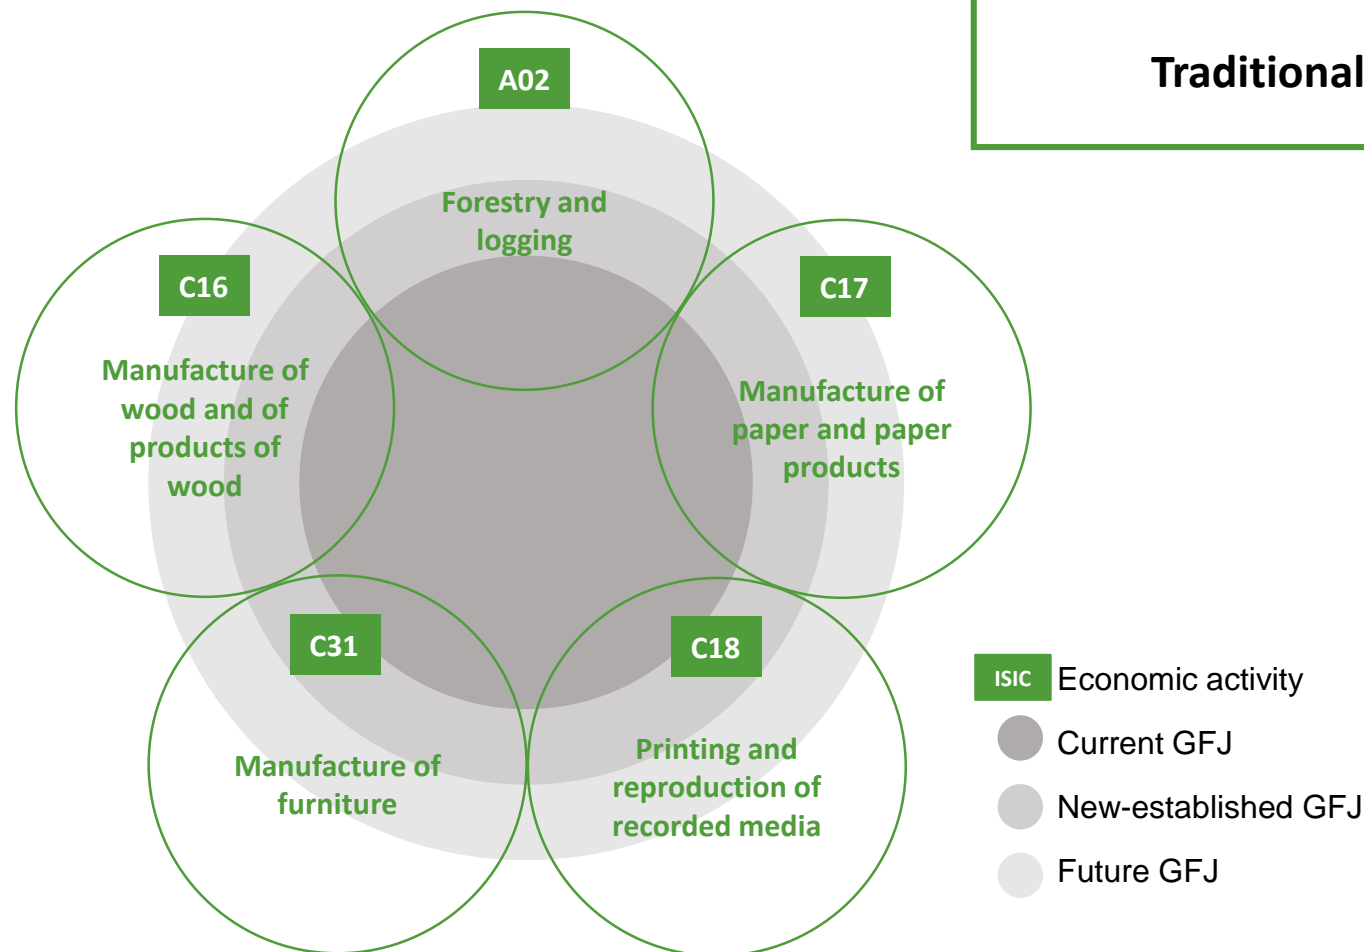 Traditional
A02
Forestry and
logging
C16
Manufacture of
wood and of
products of
wood
C17
Manufacture of
paper and paper
products
C31
Manufacture of
furniture
C18
Printing and
reproduction of
recorded media
ISIC Economic activity
Current GFJ
New-established GFJ
Future GFJ